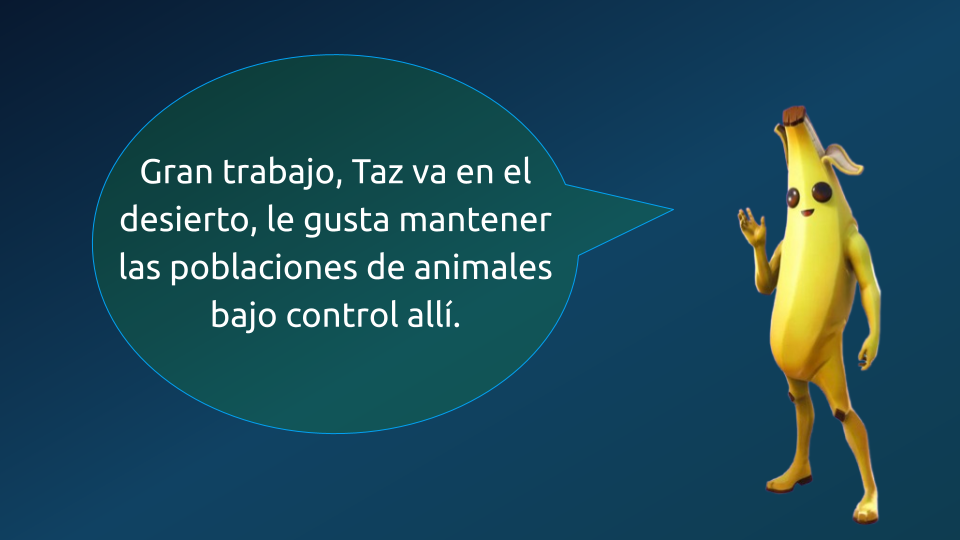 Gran trabajo, Taz va en el
desierto, le gusta mantener
las poblaciones de animales
bajo control allí.